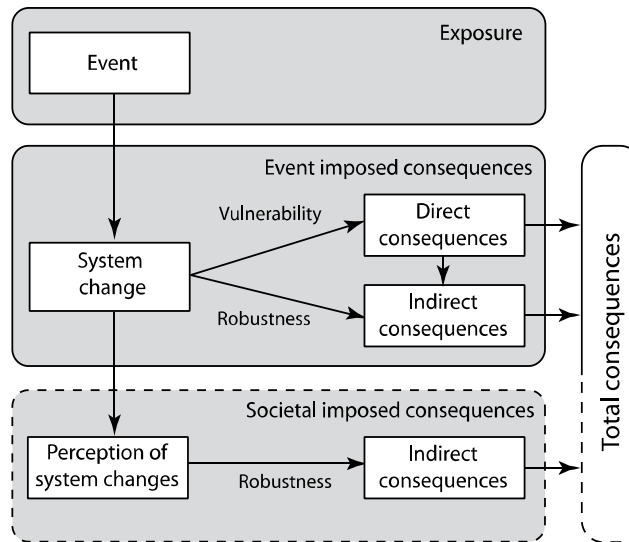 Exposure
Event
Event imposed consequences
Vulnerability
Direct
consequences
System
change
Robustness
Indirect
consequences
Total consequences
Societal imposed consequences
Perception of
system changes
Robustness
Indirect
consequences